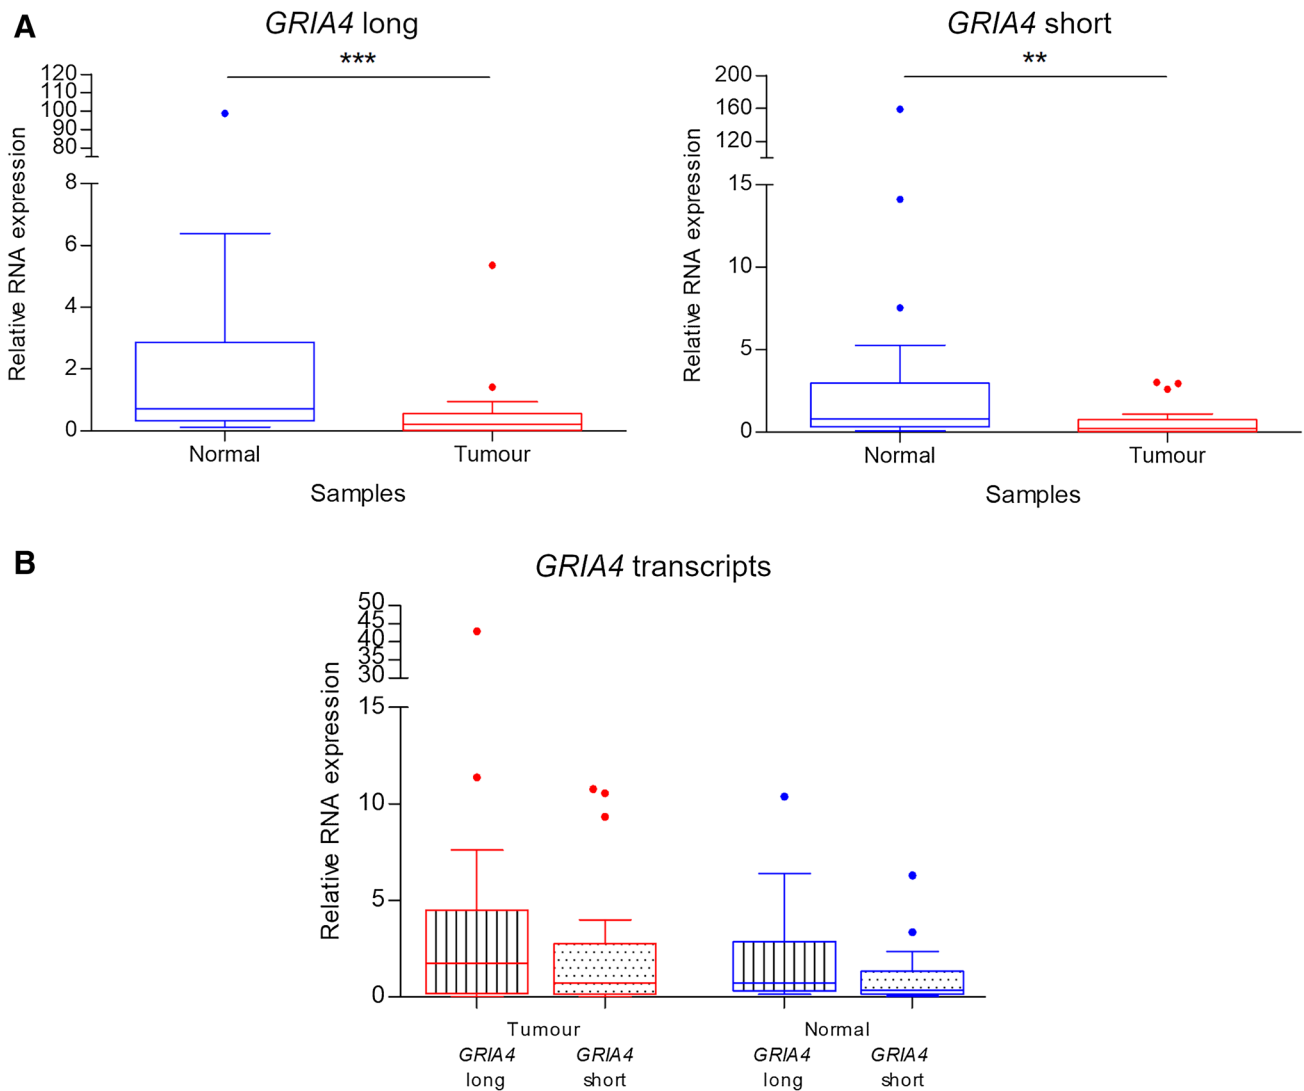 A
GRIA4 long
***
Relative RNA expression
120
110
100
90
80
8
6
4
2
0
Normal
Tumour
Samples
GRIA4 short
**
Relative RNA expression
200
160
120
15
10
5
0
Normal
Tumour
Samples
B
GRIA4 transcripts
Relative RNA expression
50
45
40
35
30
15
10
5
0
Tumour
Normal
GRIA4 long
GRIA4 short
GRIA4 long
GRIA4 short